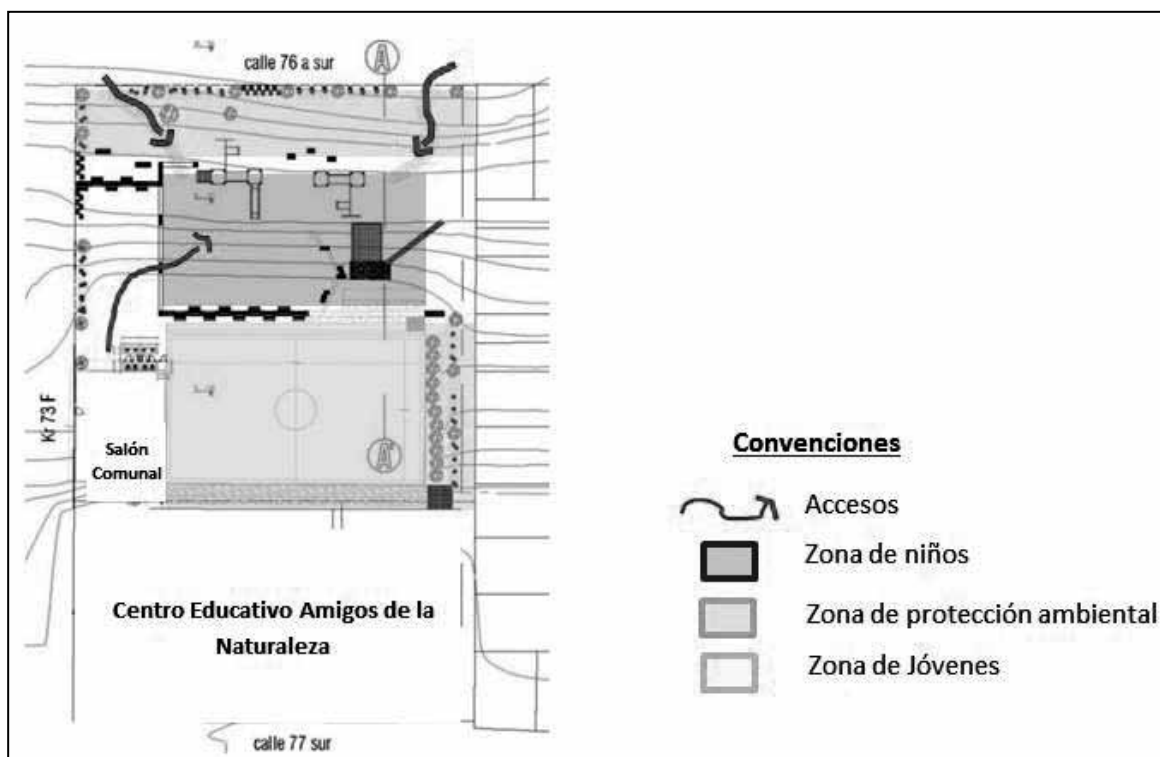 calle 76 a sur
A
Kr 73 F
Salón
Comunal
A'
Centro Educativo Amigos de la
Naturaleza
calle 77 sur
Convenciones
Accesos
Zona de niños
Zona de protección ambiental
Zona de Jóvenes